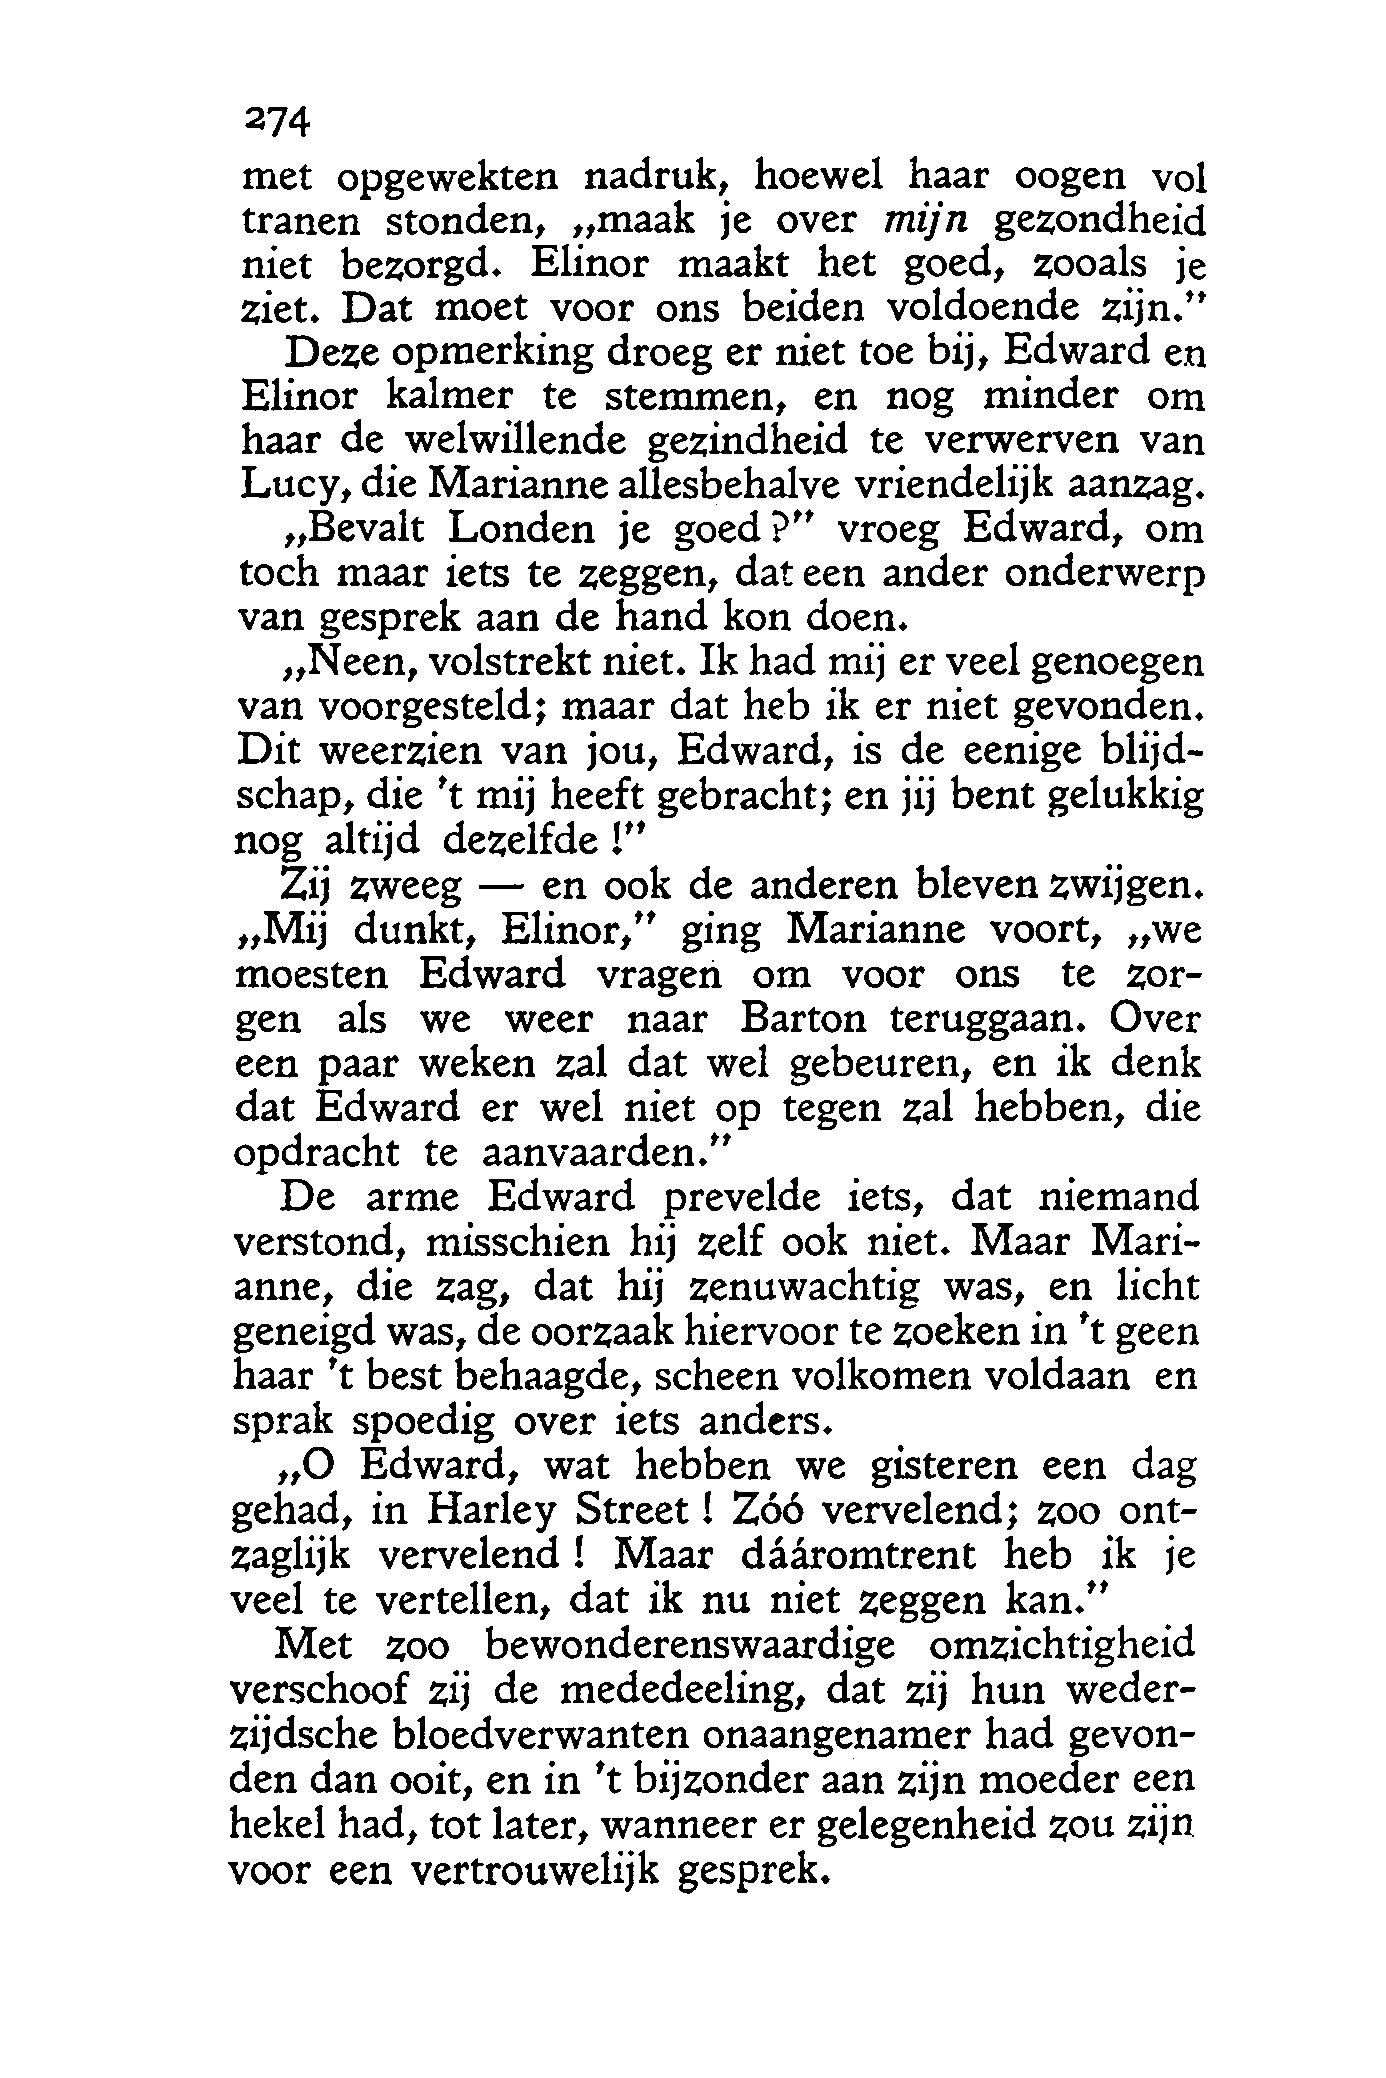 274
met opgewekten nadruk, hoewel haar oogen vol
tranen stonden, „maak je over mijn gezondheid
niet bezorgd. Elinor maakt het goed, zooals je
ziet. Dat moet voor ons beiden voldoende zijn.”
Deze opmerking droeg er niet toe bij, Edward en
Elinor kalmer te stemmen, en nog minder om
haar de welwillende gezindheid te verwerven van
Lucy, die Marianne allesbehalve vriendelijk aanzag.
„Bevalt Londen je goed?” vroeg Edward, om
toch maar iets te zeggen, dat een ander onderwerp
van gesprek aan de hand kon doen.
„Neen, volstrekt niet. Ik had mij er veel genoegen
van voorgesteld; maar dat heb ik er niet gevonden.
Dit weerzien van jou, Edward, is de eenige blijd-
schap, die 't mij heeft gebracht; en jij bent gelukkig
nog altijd dezelfde!”
Zij zweeg — en ook de anderen bleven zwijgen.
„Mij dunkt, Elinor,” ging Marianne voort, „we
moesten Edward vragen om voor ons te zor-
gen als we weer naar Barton teruggaan. Over
een paar weken zal dat wel gebeuren, en ik denk
dat Edward er wel niet op tegen zal hebben, die
opdracht te aanvaarden.”
De arme Edward prevelde iets, dat niemand
verstond, misschien hij zelf ook niet. Maar Mari-
anne, die zag, dat hij zenuwachtig was, en licht
geneigd was, de oorzaak hiervoor te zoeken in 't geen
haar 't best behaagde, scheen volkomen voldaan en
sprak spoedig over iets anders.
„O Edward, wat hebben we gisteren een dag
gehad, in Harley Street! Zóó vervelend; zoo ont-
zaglijk vervelend! Maar dááromtrent heb ik je
veel te vertellen, dat ik nu niet zeggen kan.”
Met zoo bewonderenswaardige omzichtigheid
verschoof zij de mededeeling, dat zij hun weder-
zijdsche bloedverwanten onaangenamer had gevon-
den dan ooit, en in 't bijzonder aan zijn moeder een
hekel had, tot later, wanneer er gelegenheid zou zijn
voor een vertrouwelijk gesprek.